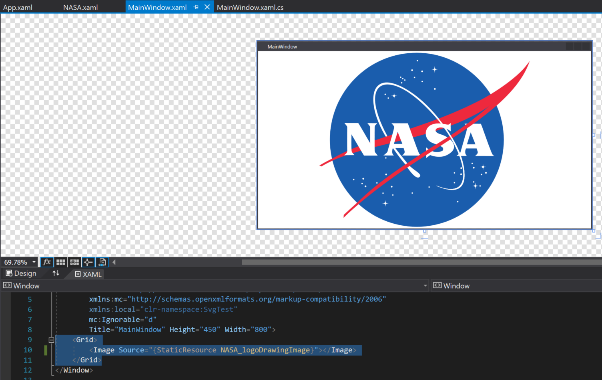 App.xaml NASA.xaml MainWindow.xaml MainWindow.xaml.cs
MainWindow
NASA
69.78% fx
Design XAML
Window Window
5
6 xmlns:mc="http://schemas.openxmlformats.org/markup-compatibility/2006"
xmlns:local="clr-namespace:SvgTest"
7 mc:Ignorable="d"
8 Title="MainWindow" Height="450" Width="800">
9 <Grid>
10 <Image Source="{StaticResource NASA_logoDrawingImage}"></Image>
11 </Grid>
12 </Window>